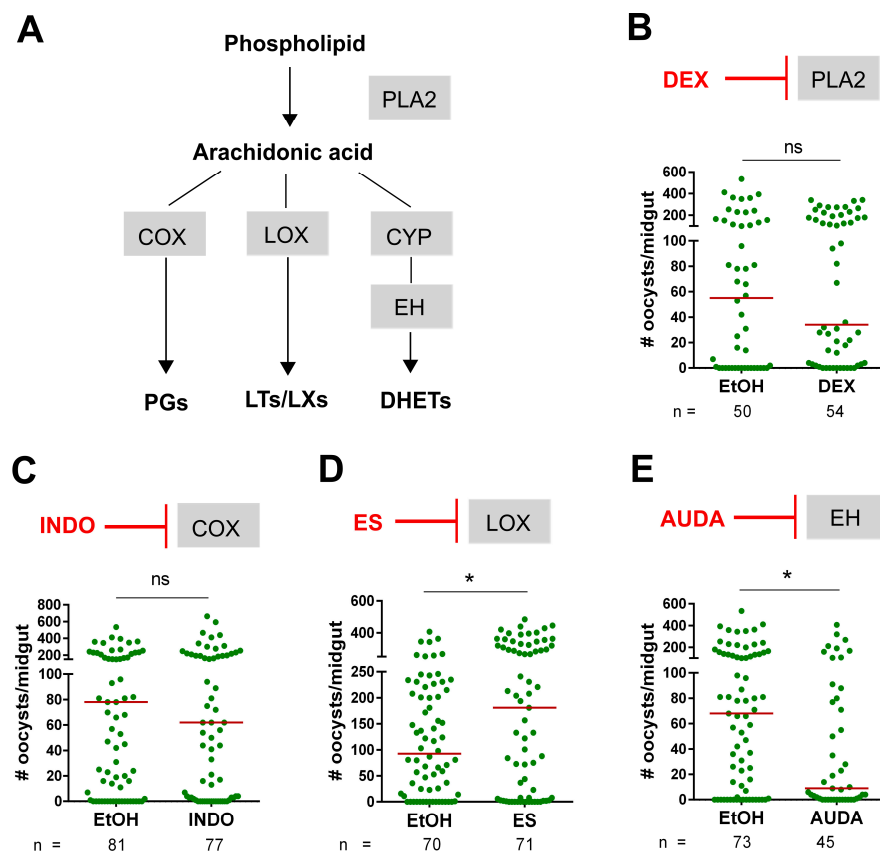 A
Phospholipid
PLA2
Arachidonic acid
COX
LOX
CYP
EH
PGs
LTs/LXs
DHETs
B
DEX
PLA2
ns
# oocysts/midgut
600
400
200
100
80
60
40
20
0
EtOH
DEX
n =
50
54
C
INDO
COX
ns
# oocysts/midgut
800
600
400
200
100
80
60
40
20
0
EtOH
INDO
n =
81
77
D
ES
LOX
*
# oocysts/midgut
400
250
200
150
100
50
0
EtOH
ES
n =
70
71
E
AUDA
EH
*
# oocysts/midgut
600
400
200
100
80
60
40
20
0
EtOH
AUDA
n =
73
45